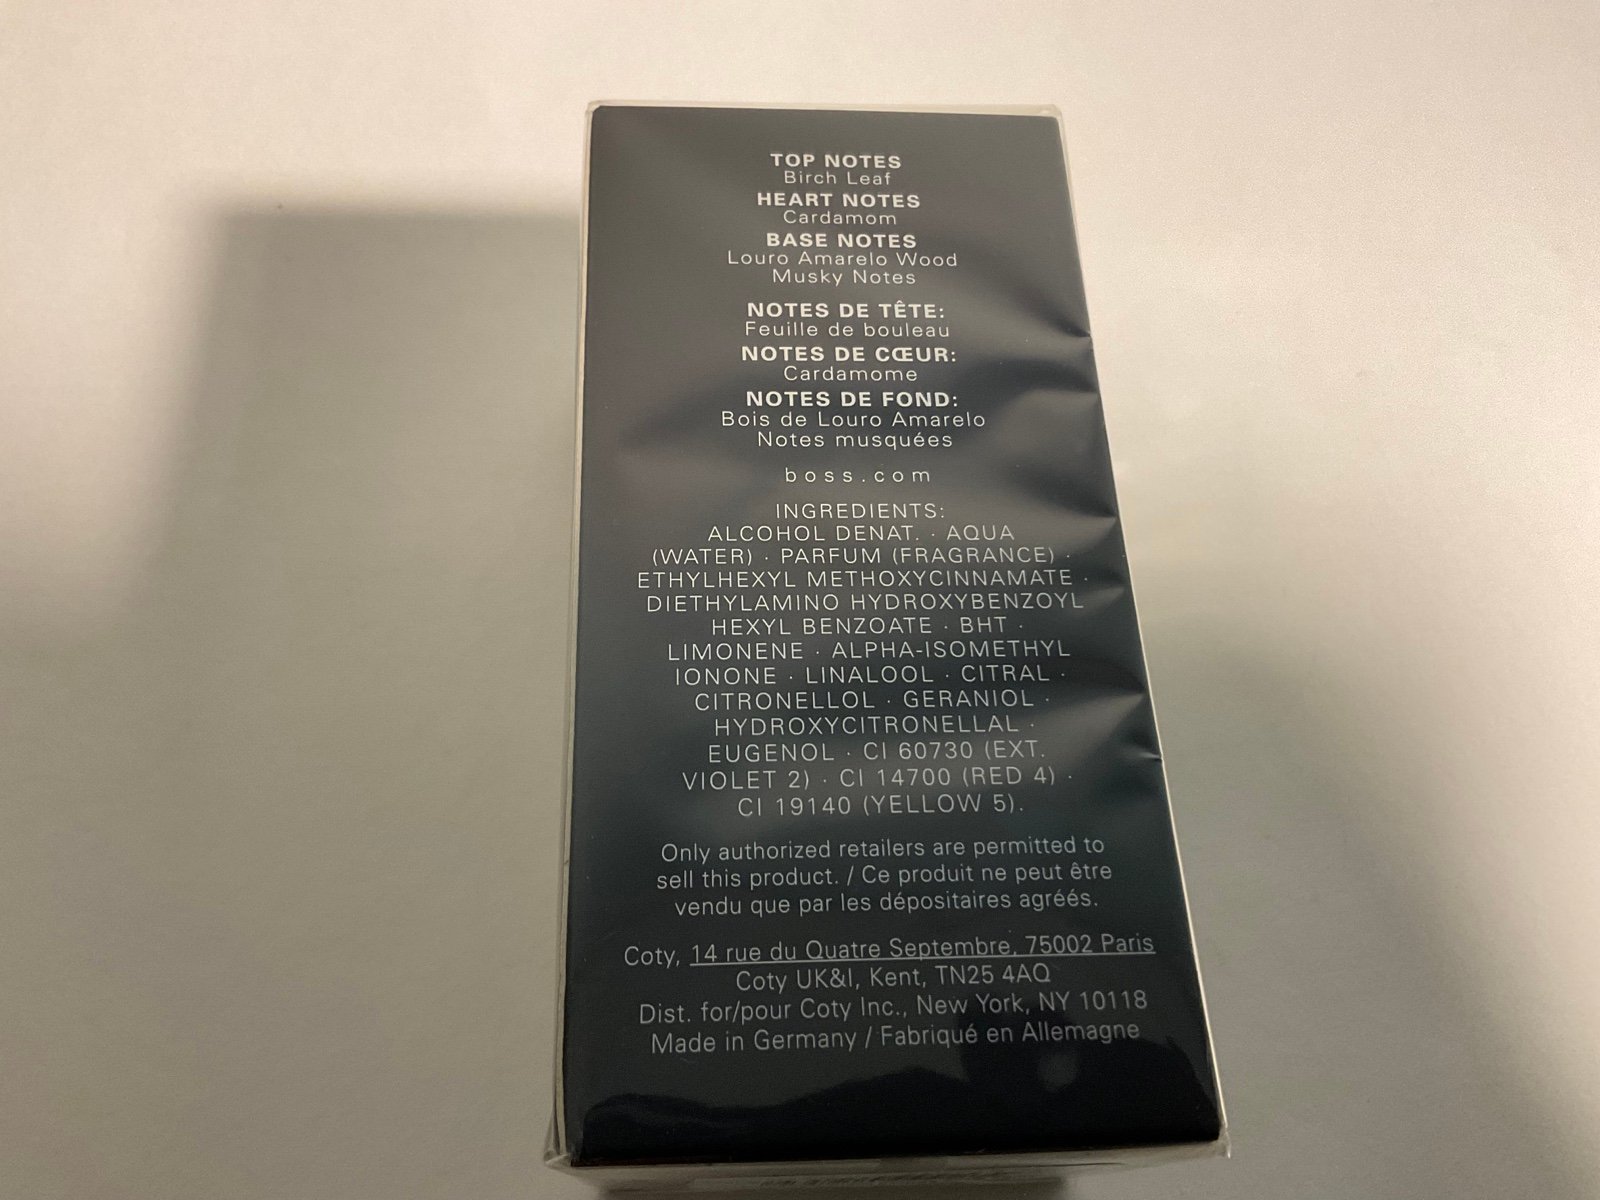 TOP NOTES
Birch Leaf
HEART NOTES
Cardamom
BASE NOTES
Louro Amarelo Wood
Musky Notes
NOTES DE TÊTE:
Feuille de bouleau
NOTES DE CŒUR:
Cardamome
NOTES DE FOND:
Bois de Louro Amarelo
Notes musquées
boss.com
INGREDIENTS:
ALCOHOL DENAT. · AQUA
(WATER) · PARFUM (FRAGRANCE) ·
ETHYLHEXYL METHOXYCINNAMATE ·
DIETHYLAMINO HYDROXYBENZOYL
HEXYL BENZOATE · BHT ·
LIMONENE · ALPHA-ISOMETHYL
IONONE · LINALOOL · CITRAL ·
CITRONELLOL · GERANIOL ·
HYDROXYCITRONELLAL ·
EUGENOL · CI 60730 (EXT.
VIOLET 2) · CI 14700 (RED 4) ·
CI 19140 (YELLOW 5).
Only authorized retailers are permitted to
sell this product. / Ce produit ne peut être
vendu que par les dépositaires agréés.
Coty, 14 rue du Quatre Septembre, 75002 Paris
Coty UK&I, Kent, TN25 4AQ
Dist. for/pour Coty Inc., New York, NY 10118
Made in Germany / Fabriqué en Allemagne